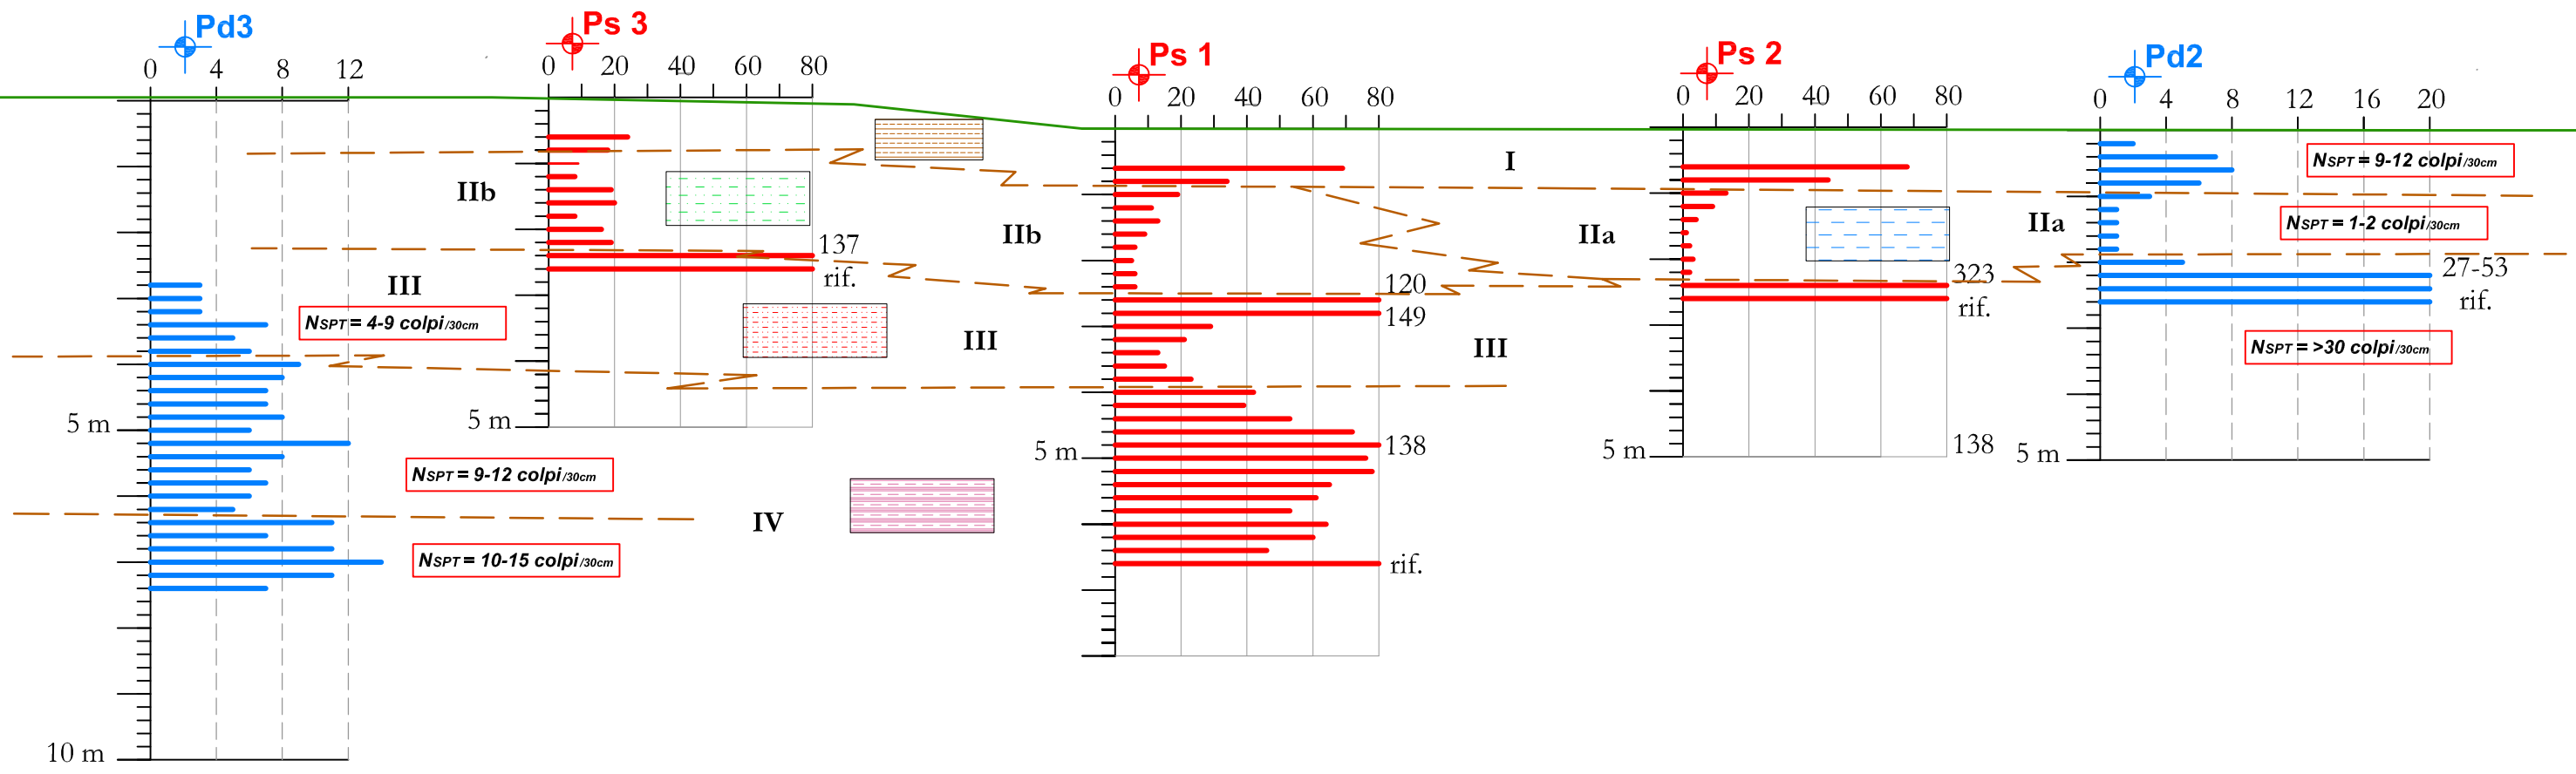 Pd3
0 4 8 12
Ps 3
0 20 40 60 80
Ps 1
0 20 40 60 80
Ps 2
0 20 40 60 80
Pd2
0 4 8 12 16 20
I
NSPT = 9-12 colpi/30cm
IIb
IIb
IIa
IIa
NSPT = 1-2 colpi/30cm
137
rif.
III
120
149
323
rif.
27-53
rif.
NSPT = 4-9 colpi/30cm
III
III
NSPT = >30 colpi/30cm
5 m
5 m
5 m
138
5 m
138
5 m
NSPT = 9-12 colpi/30cm
IV
NSPT = 10-15 colpi/30cm
rif.
10 m